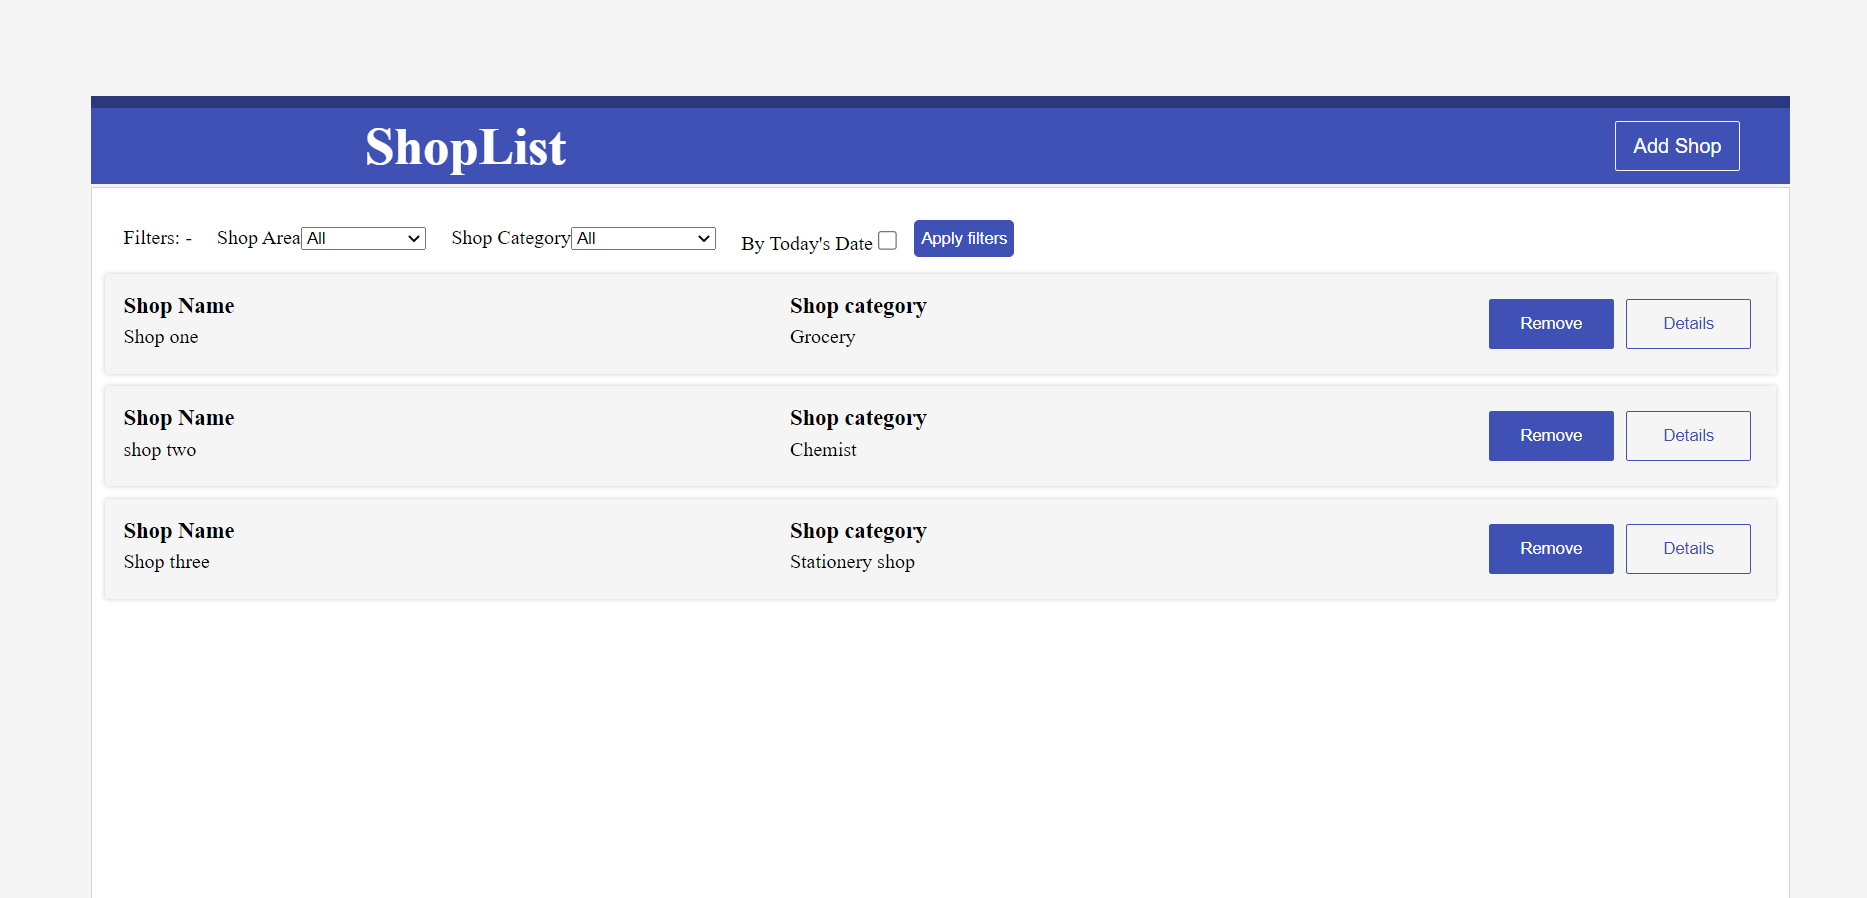 ShopList
Add Shop
Filters: - Shop Area All Shop Category All By Today's Date Apply filters
Shop Name Shop category
Shop one Grocery
Remove Details
Shop Name Shop category
shop two Chemist
Remove Details
Shop Name Shop category
Shop three Stationery shop
Remove Details